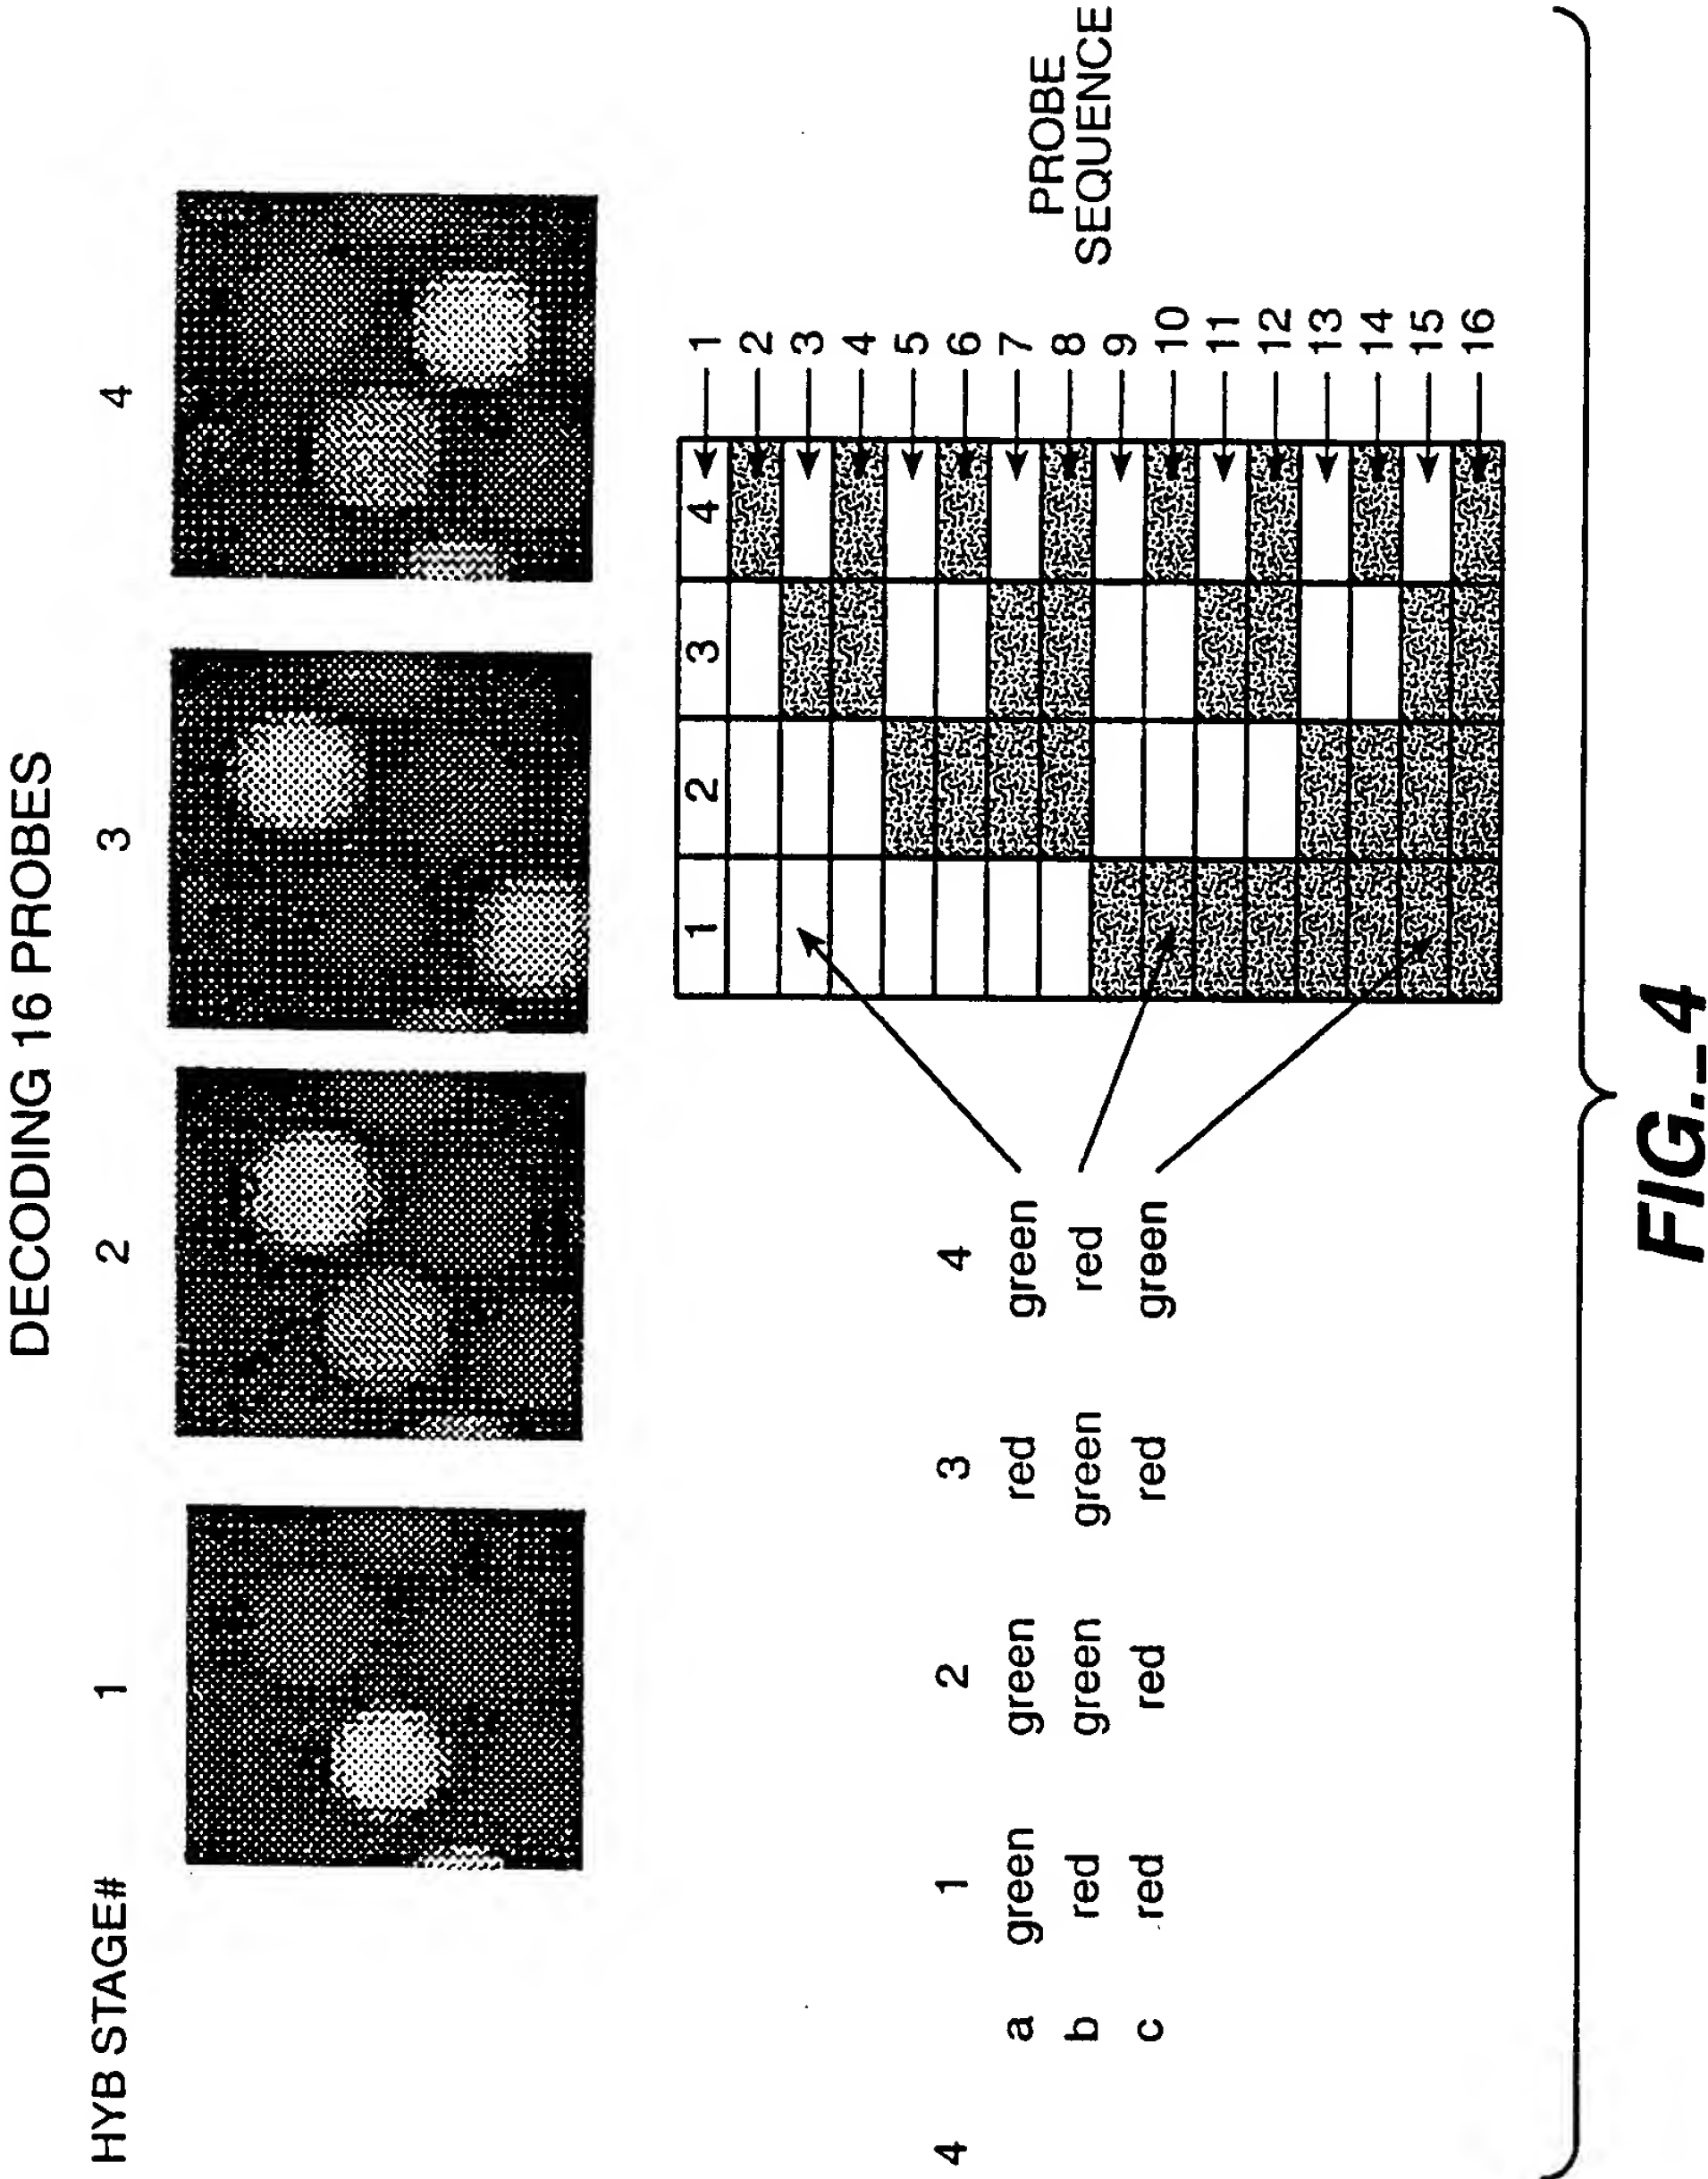 DECODING 16 PROBES
HYB STAGE# 1 2 3 4
1 2 3 4
1
2
3
4
5
6
7
8
9
10
11
12
13
14
15
16
PROBE
SEQUENCE
4 1 2 3 4
a green green red green
b red green green red
c red red red green
FIG._4